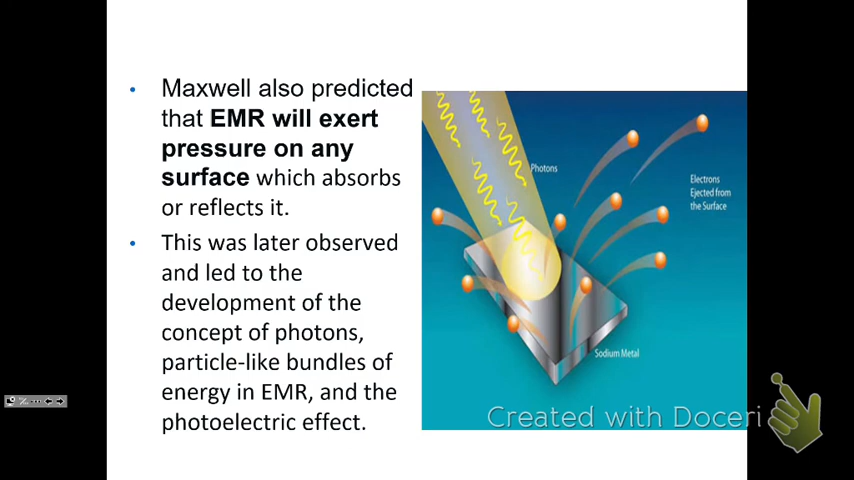 Maxwell also predicted
that EMR will exert
pressure on any
surface which absorbs
or reflects it.
This was later observed
and led to the
development of the
concept of photons,
particle-like bundles of
energy in EMR, and the
photoelectric effect.
Photons
Electrons
Ejected from
the Surface
Sodium Metal
Created with Doceri